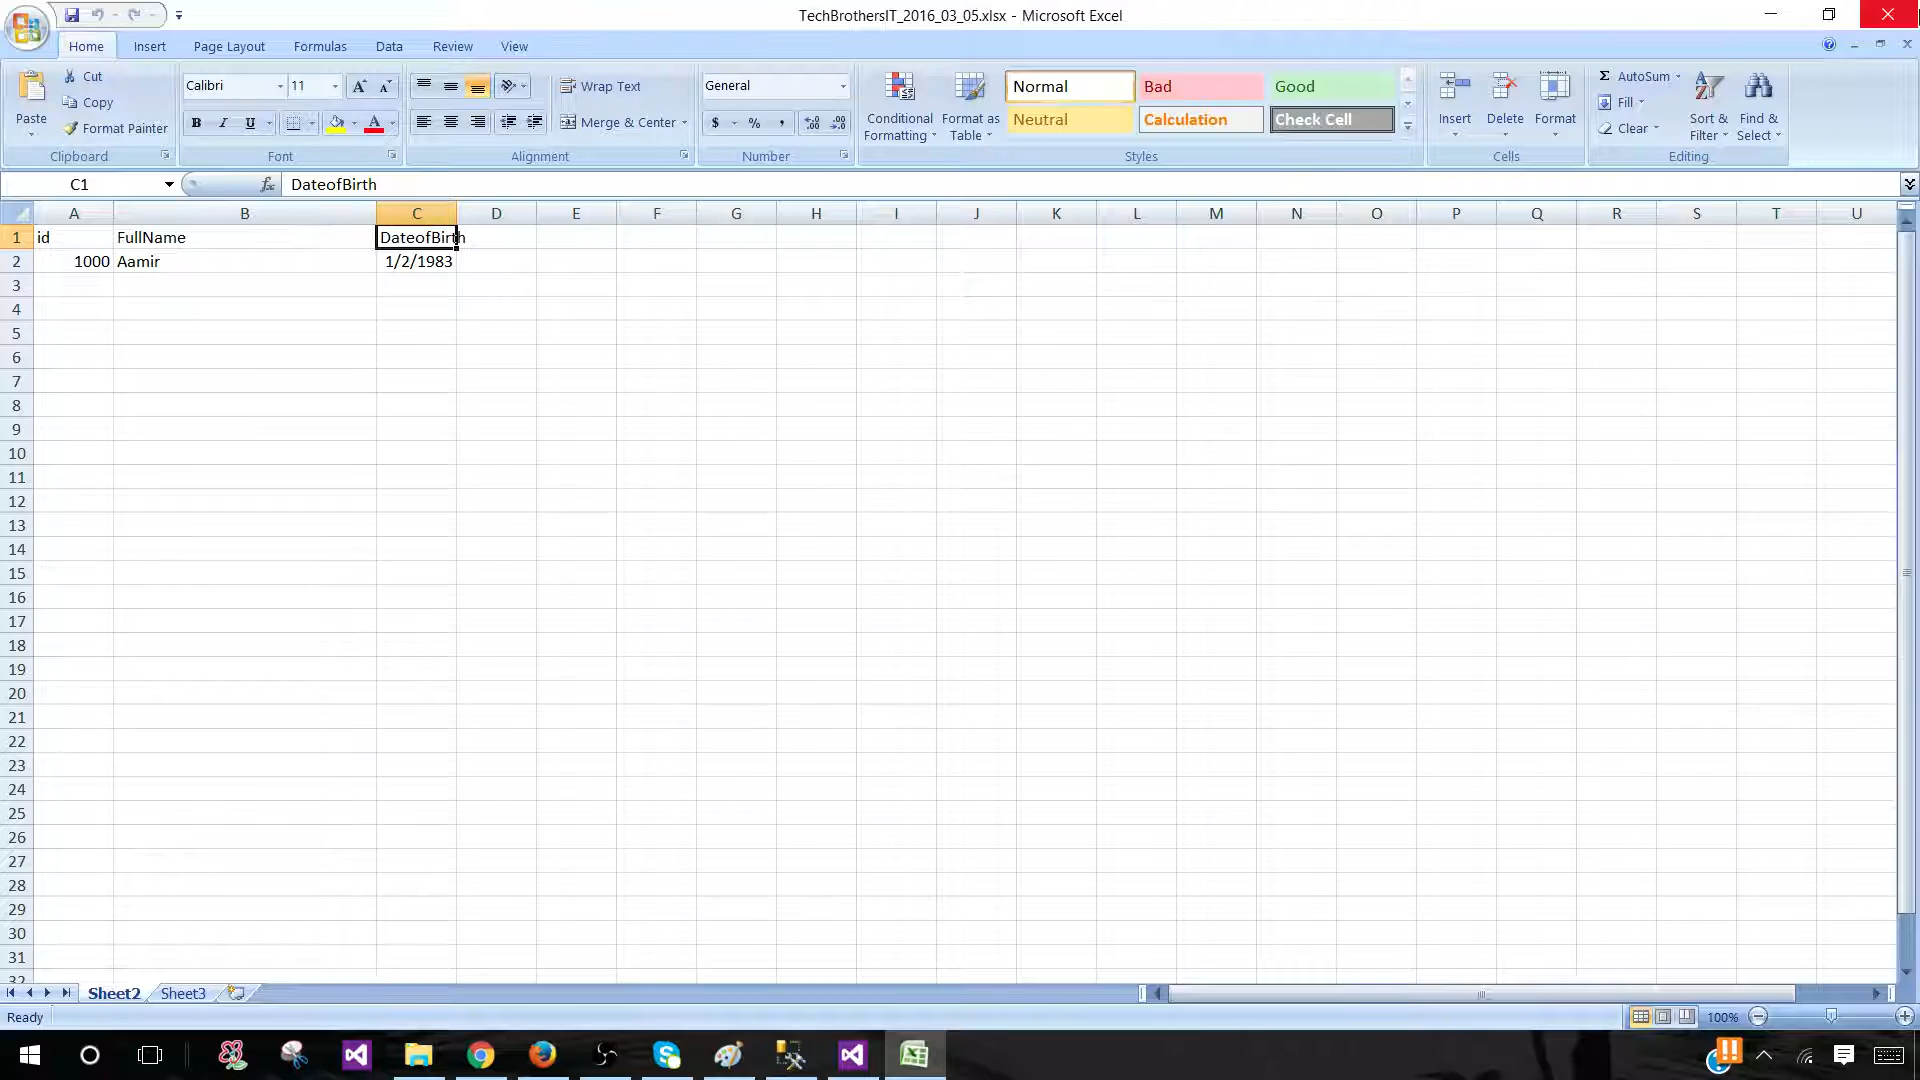 TechBrothersIT_2016_03_05.xlsx - Microsoft Excel
Home Insert Page Layout Formulas Data Review View
Paste Cut Copy Format Painter Clipboard
Calibri 11 A A B I U A Font
Wrap Text Merge & Center Alignment
General $ % , .00 .00 Number
Conditional Formatting Format as Table
Normal Bad Good
Neutral Calculation Check Cell
Styles
Insert Delete Format Cells
Σ AutoSum Fill Clear Sort & Filter Find & Select Editing
C1 fx DateofBirth
A B C D E F G H I J K L M N O P Q R S T U
1 id FullName DateofBirth
2 1000 Aamir 1/2/1983
3
4
5
6
7
8
9
10
11
12
13
14
15
16
17
18
19
20
21
22
23
24
25
26
27
28
29
30
31
32
Sheet2 Sheet3
Ready 100%